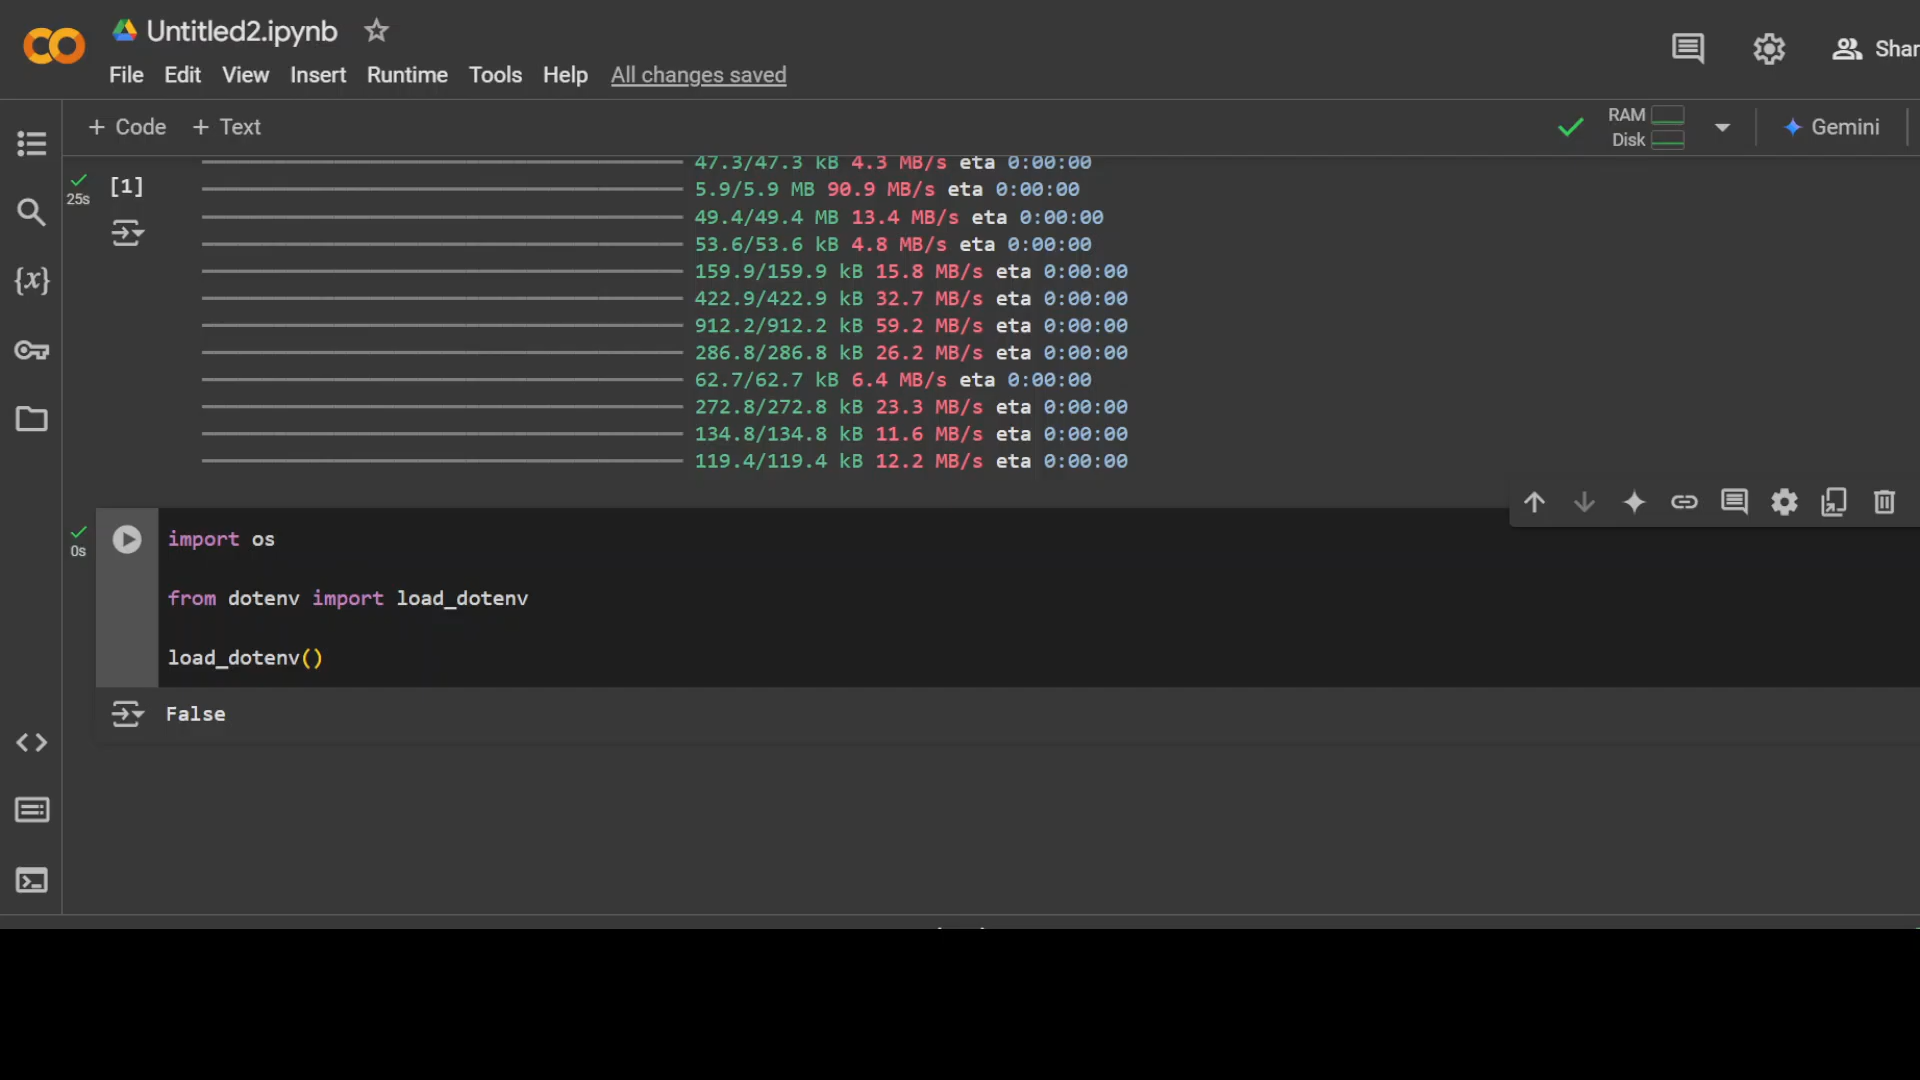 Untitled2.ipynb
File Edit View Insert Runtime Tools Help All changes saved
Shar
+ Code + Text
RAM
Disk
Gemini
25s
[1]
47.3/47.3 kB 4.3 MB/s eta 0:00:00
5.9/5.9 MB 90.9 MB/s eta 0:00:00
49.4/49.4 MB 13.4 MB/s eta 0:00:00
53.6/53.6 kB 4.8 MB/s eta 0:00:00
159.9/159.9 kB 15.8 MB/s eta 0:00:00
422.9/422.9 kB 32.7 MB/s eta 0:00:00
912.2/912.2 kB 59.2 MB/s eta 0:00:00
286.8/286.8 kB 26.2 MB/s eta 0:00:00
62.7/62.7 kB 6.4 MB/s eta 0:00:00
272.8/272.8 kB 23.3 MB/s eta 0:00:00
134.8/134.8 kB 11.6 MB/s eta 0:00:00
119.4/119.4 kB 12.2 MB/s eta 0:00:00
0s
import os
from dotenv import load_dotenv
load_dotenv()
False